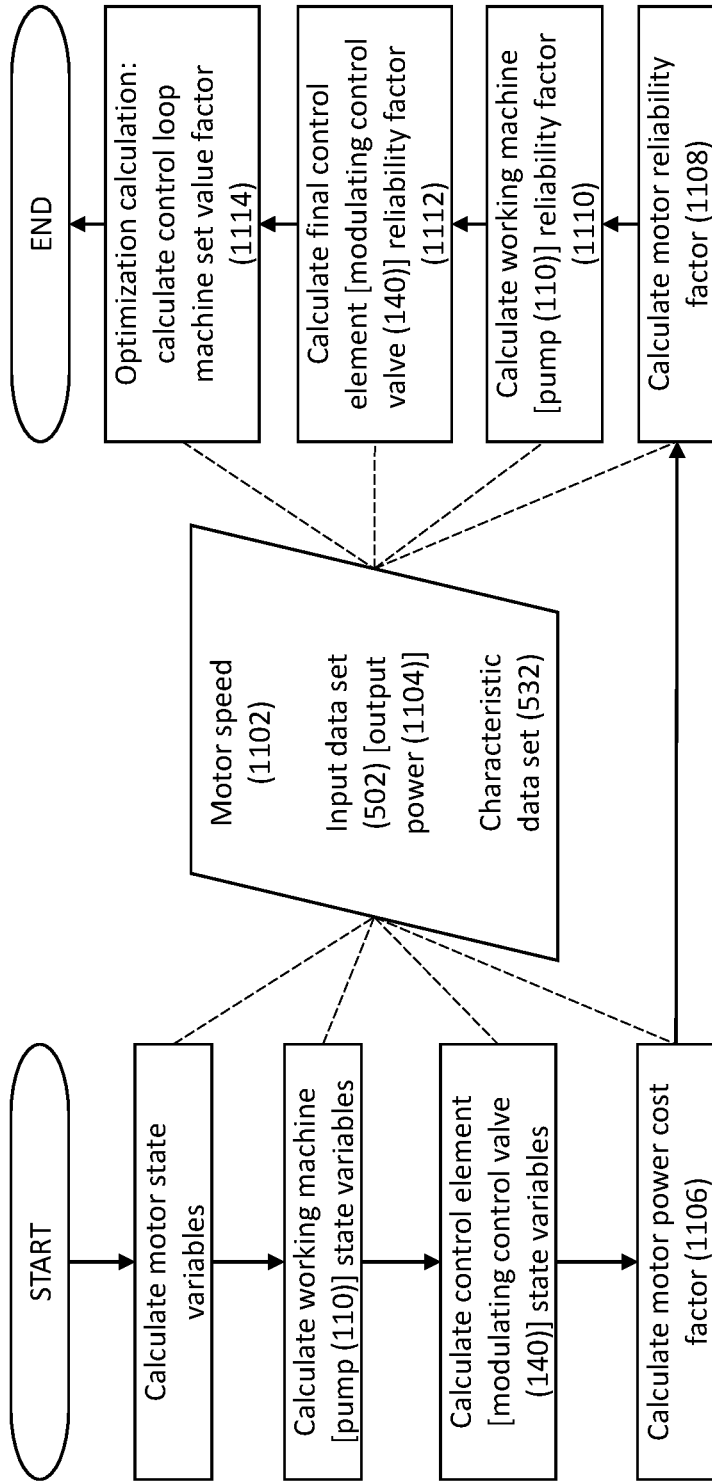 START
Calculate motor state
variables
Calculate working machine
[pump (110)] state variables
Calculate control element
[modulating control valve
(140)] state variables
Calculate motor power cost
factor (1106)
Motor speed
(1102)
Input data set
(502) [output
power (1104)]
Characteristic
data set (532)
END
Optimization calculation:
calculate control loop
machine set value factor
(1114)
Calculate final control
element [modulating control
valve (140)] reliability factor
(1112)
Calculate working machine
[pump (110)] reliability factor
(1110)
Calculate motor reliability
factor (1108)